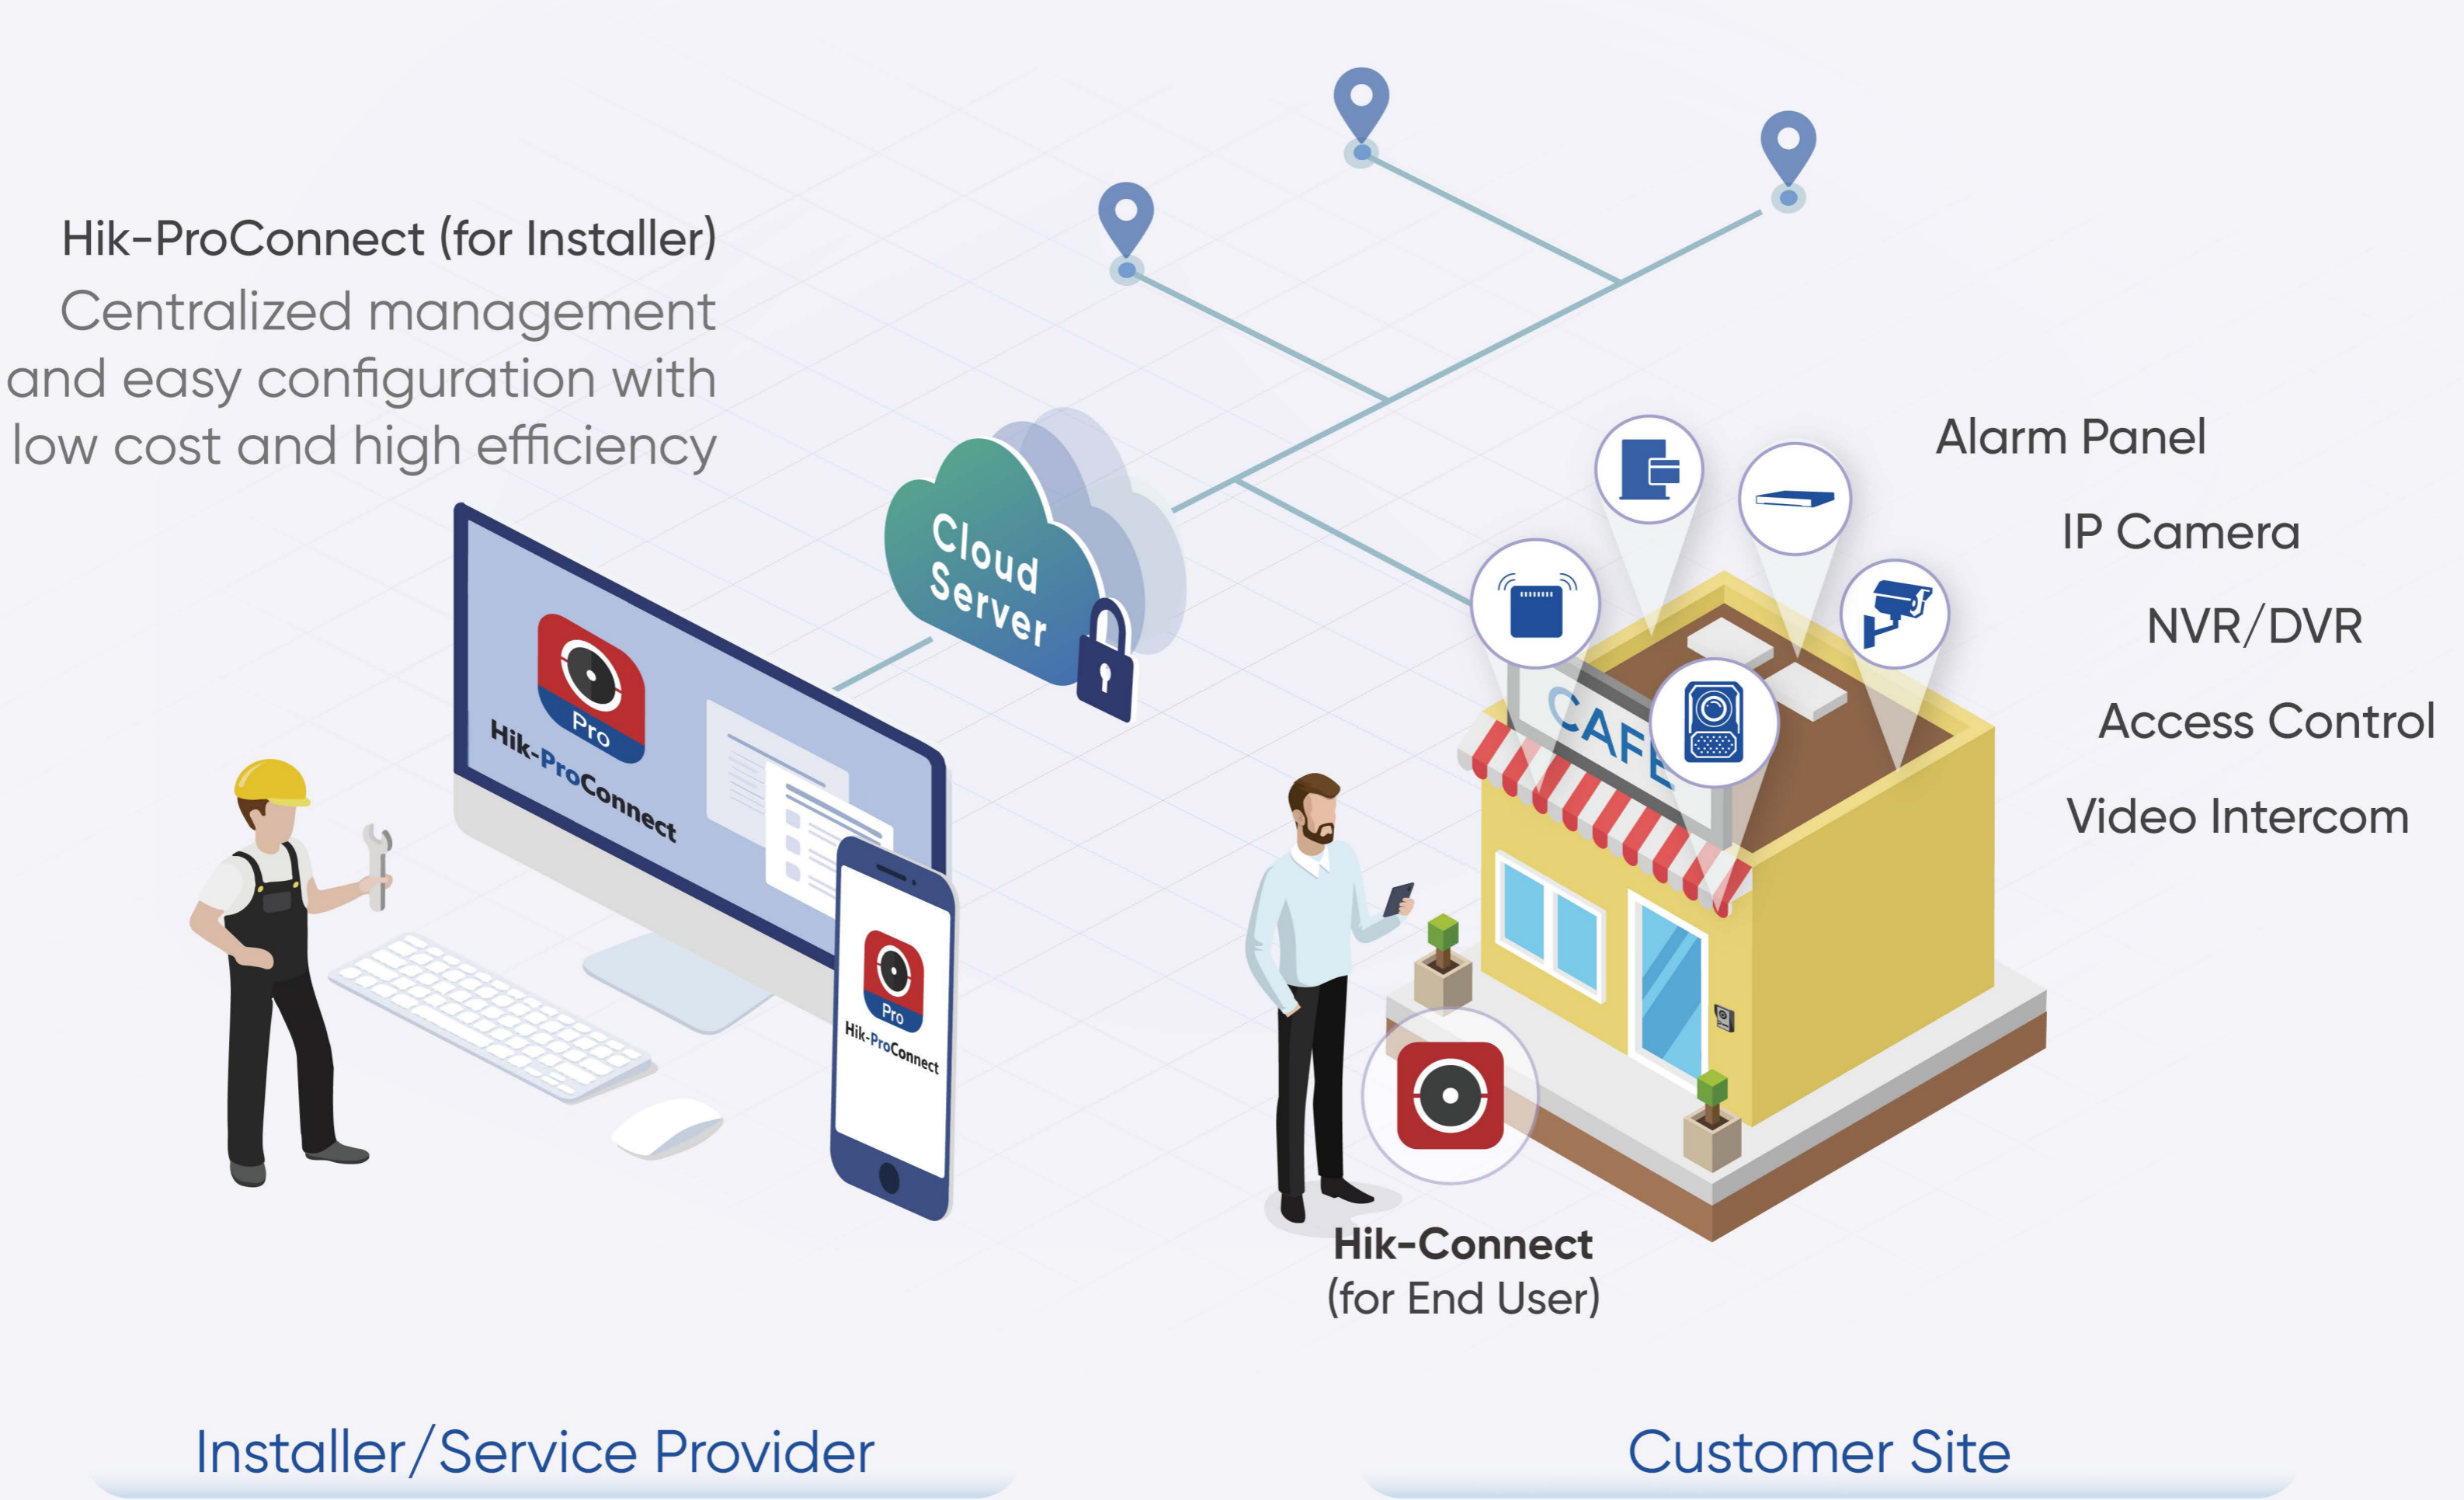 Hik-ProConnect (for Installer)
Centralized management
and easy configuration with
low cost and high efficiency
Cloud
Server
Pro
Hik-ProConnect
Pro
Hik-ProConnect
CAFE
Alarm Panel
IP Camera
NVR/DVR
Access Control
Video Intercom
Hik-Connect
(for End User)
Installer/Service Provider
Customer Site